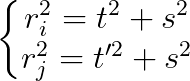 r_i^2 = t^2 + s^2
r_j^2 = t'^2 + s^2